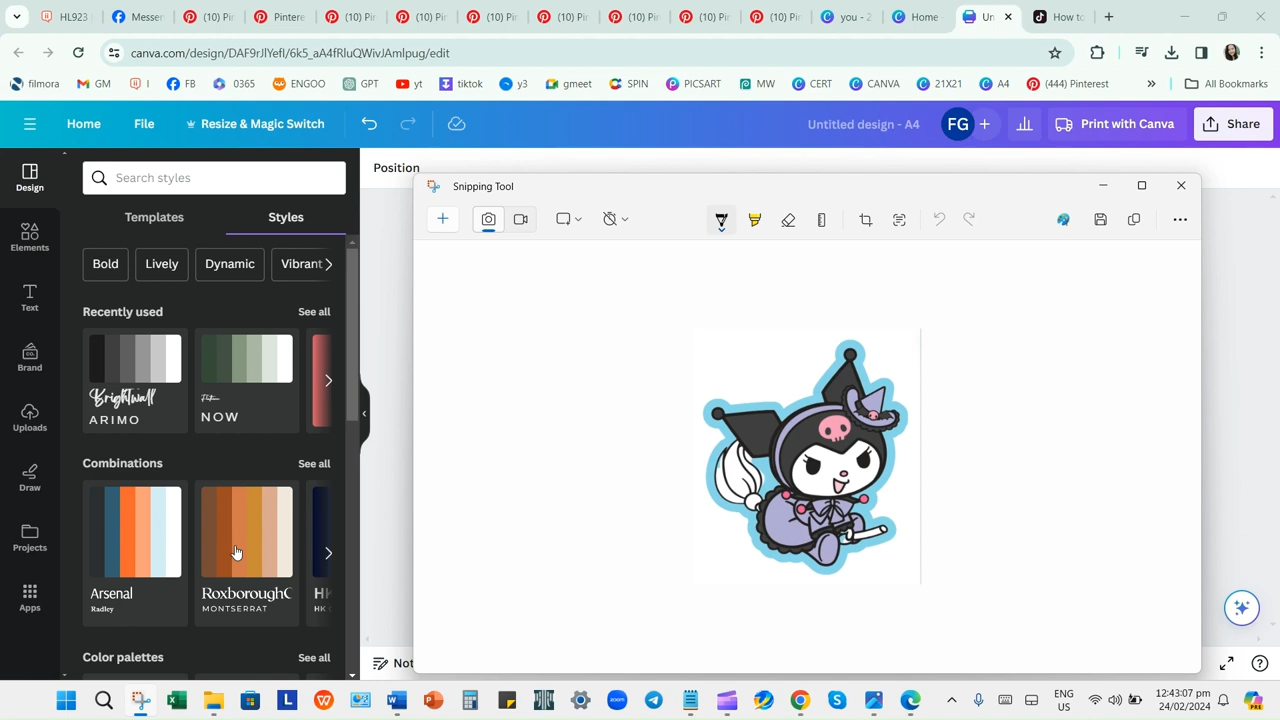 HL923
Messen
(10) Pi
Pintere
(10) Pi
(10) Pi
(10) Pi
(10) Pi
(10) Pi
(10) Pi
(10) Pi
you - 2
Home
Un
How to
canva.com/design/DAF9rJlYefI/6k5_aA4fRluQWivJAmIpug/edit
filmora
GM
I
FB
0365
ENGOO
GPT
yt
tiktok
y3
gmeet
SPIN
PICSART
MW
CERT
CANVA
21X21
A4
(444) Pinterest
All Bookmarks
Home
File
Resize & Magic Switch
Untitled design - A4
FG
Print with Canva
Share
Design
Elements
Text
Brand
Uploads
Draw
Projects
Apps
Search styles
Templates
Styles
Bold
Lively
Dynamic
Vibrant
Recently used
See all
Brightwall
ARIMO
NOW
Combinations
See all
Arsenal
Radley
RoxboroughC
MONTSERRAT
HK
HK
Color palettes
See all
Position
Snipping Tool
Not
ENG
US
12:43:07 pm
24/02/2024